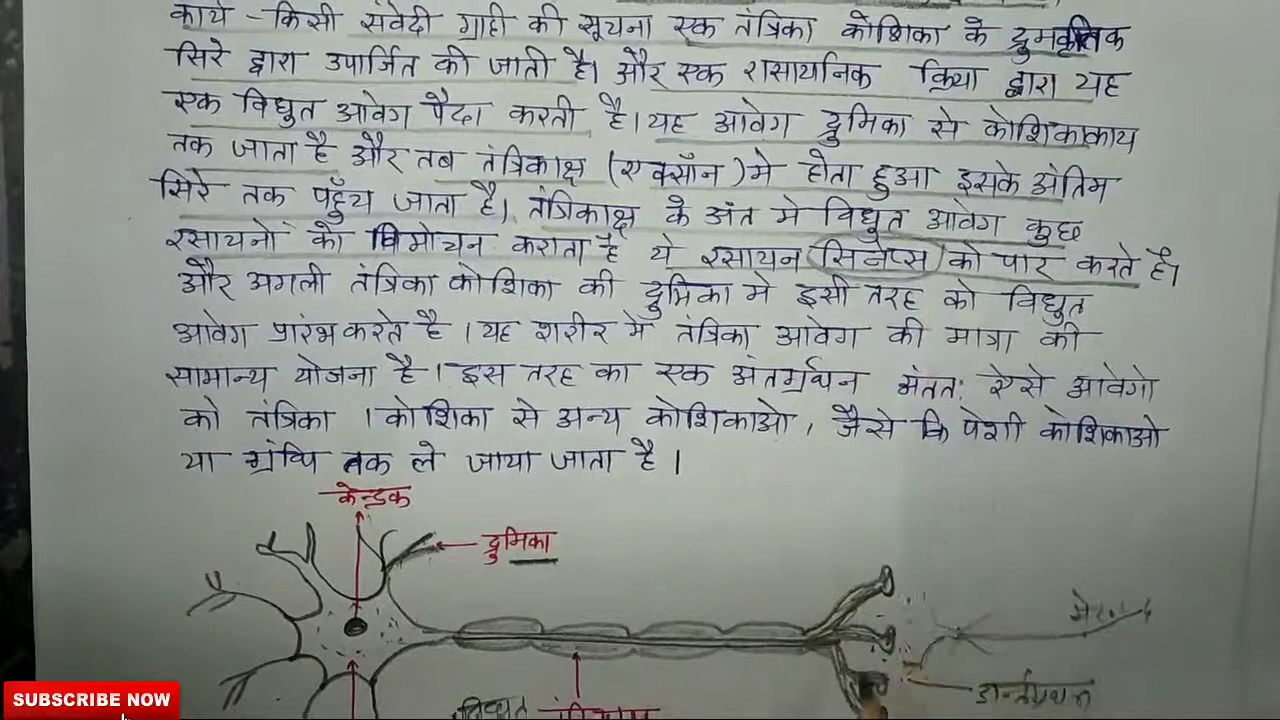 कार्य - किसी संवेदी ग्राही की सूचना एक तंत्रिका कोशिका के द्रुमाकृतिक
सिरे द्वारा उपार्जित की जाती है। और एक रासायनिक क्रिया द्वारा यह
एक विधुत आवेग पैदा करती है। यह आवेग द्रुमिका से कोशिकाकाय
तक जाता है और तब तंत्रिकाक्ष (एक्सॉन) मे होता हुआ इसके अंतिम
सिरे तक पहुँच जाता है। तंत्रिकाक्ष के अंत मे विधुत आवेग कुछ
रसायनों का विमोचन कराता है ये रसायन सिनेप्स को पार करते है।
और अगली तंत्रिका कोशिका की द्रुमिका मे इसी तरह को विधुत
आवेग प्रारंभ करते है। यह शरीर में तंत्रिका आवेग की मात्रा की
सामान्य योजना है। इस तरह का एक अंतर्ग्रथन अंततः ऐसे आवेगो
को तंत्रिका । कोशिका से अन्य कोशिकाओ, जैसे कि पेशी कोशिकाओ
या ग्रंथि तक ले जाया जाता है।
केन्द्रक
द्रुमिका
SUBSCRIBE NOW